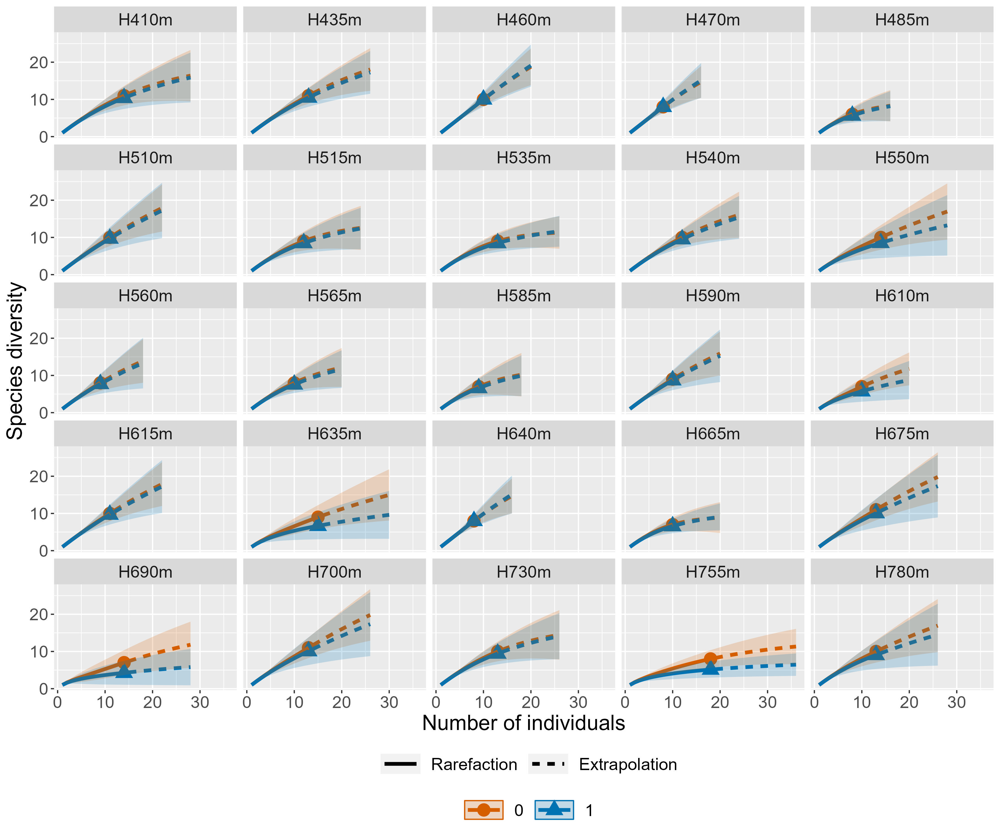 H410m H435m H460m H470m H485m
20
10
0
H510m H515m H535m H540m H550m
20
10
0
H560m H565m H585m H590m H610m
20
10
0
H615m H635m H640m H665m H675m
20
10
0
H690m H700m H730m H755m H780m
20
10
0
0 10 20 30 0 10 20 30 0 10 20 30 0 10 20 30 0 10 20 30
Species diversity
Number of individuals
Rarefaction Extrapolation
0 1